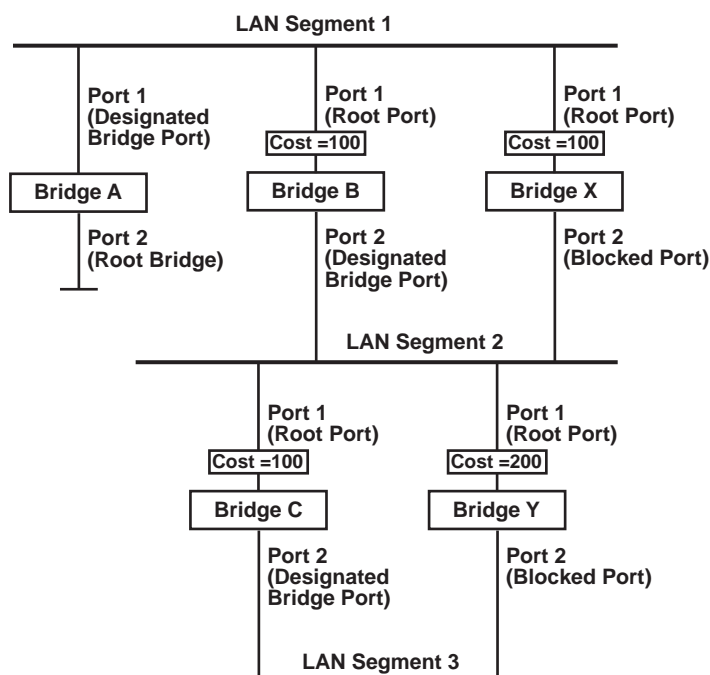 LAN Segment 1
Port 1
(Designated
Bridge Port)
Port 1
(Root Port)
Port 1
(Root Port)
Cost =100
Cost =100
Bridge A
Bridge B
Bridge X
Port 2
(Root Bridge)
Port 2
(Designated
Bridge Port)
Port 2
(Blocked Port)
LAN Segment 2
Port 1
(Root Port)
Port 1
(Root Port)
Cost =100
Cost =200
Bridge C
Bridge Y
Port 2
(Designated
Bridge Port)
Port 2
(Blocked Port)
LAN Segment 3